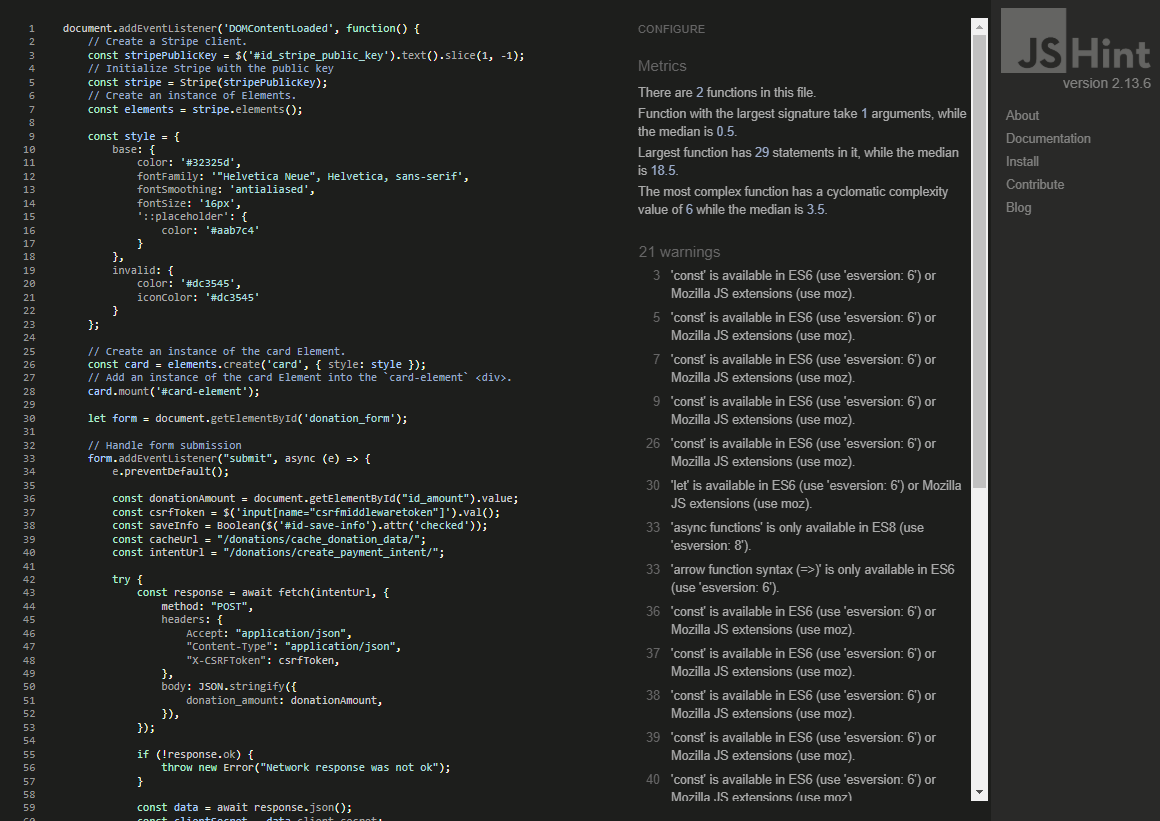 1 document.addEventListener('DOMContentLoaded', function() {
2 // Create a Stripe client.
3 const stripePublicKey = $('#id_stripe_public_key').text().slice(1, -1);
4 // Initialize Stripe with the public key
5 const stripe = Stripe(stripePublicKey);
6 // Create an instance of Elements.
7 const elements = stripe.elements();
8
9 const style = {
10 base: {
11 color: '#32325d',
12 fontFamily: '"Helvetica Neue", Helvetica, sans-serif',
13 fontSmoothing: 'antialiased',
14 fontSize: '16px',
15 '::placeholder': {
16 color: '#aab7c4'
17 }
18 },
19 invalid: {
20 color: '#dc3545',
21 iconColor: '#dc3545'
22 }
23 };
24
25 // Create an instance of the card Element.
26 const card = elements.create('card', { style: style });
27 // Add an instance of the card Element into the `card-element` <div>.
28 card.mount('#card-element');
29
30 let form = document.getElementById('donation_form');
31
32 // Handle form submission
33 form.addEventListener("submit", async (e) => {
34 e.preventDefault();
35
36 const donationAmount = document.getElementById("id_amount").value;
37 const csrfToken = $('input[name="csrfmiddlewaretoken"]').val();
38 const saveInfo = Boolean($('#id-save-info').attr('checked'));
39 const cacheUrl = "/donations/cache_donation_data/";
40 const intentUrl = "/donations/create_payment_intent/";
41
42 try {
43 const response = await fetch(intentUrl, {
44 method: "POST",
45 headers: {
46 Accept: "application/json",
47 "Content-Type": "application/json",
48 "X-CSRFToken": csrfToken,
49 },
50 body: JSON.stringify({
51 donation_amount: donationAmount,
52 }),
53 });
54
55 if (!response.ok) {
56 throw new Error("Network response was not ok");
57 }
58
59 const data = await response.json();
60 const clientSecret = data.client_secret;
CONFIGURE
Metrics
There are 2 functions in this file.
Function with the largest signature take 1 arguments, while
the median is 0.5.
Largest function has 29 statements in it, while the median
is 18.5.
The most complex function has a cyclomatic complexity
value of 6 while the median is 3.5.
21 warnings
3 'const' is available in ES6 (use 'esversion: 6') or
Mozilla JS extensions (use moz).
5 'const' is available in ES6 (use 'esversion: 6') or
Mozilla JS extensions (use moz).
7 'const' is available in ES6 (use 'esversion: 6') or
Mozilla JS extensions (use moz).
9 'const' is available in ES6 (use 'esversion: 6') or
Mozilla JS extensions (use moz).
26 'const' is available in ES6 (use 'esversion: 6') or
Mozilla JS extensions (use moz).
30 'let' is available in ES6 (use 'esversion: 6') or Mozilla
JS extensions (use moz).
33 'async functions' is only available in ES8 (use
'esversion: 8').
33 'arrow function syntax (=>)' is only available in ES6
(use 'esversion: 6').
36 'const' is available in ES6 (use 'esversion: 6') or
Mozilla JS extensions (use moz).
37 'const' is available in ES6 (use 'esversion: 6') or
Mozilla JS extensions (use moz).
38 'const' is available in ES6 (use 'esversion: 6') or
Mozilla JS extensions (use moz).
39 'const' is available in ES6 (use 'esversion: 6') or
Mozilla JS extensions (use moz).
40 'const' is available in ES6 (use 'esversion: 6') or
Mozilla JS extensions (use moz)
JSHint
version 2.13.6
About
Documentation
Install
Contribute
Blog